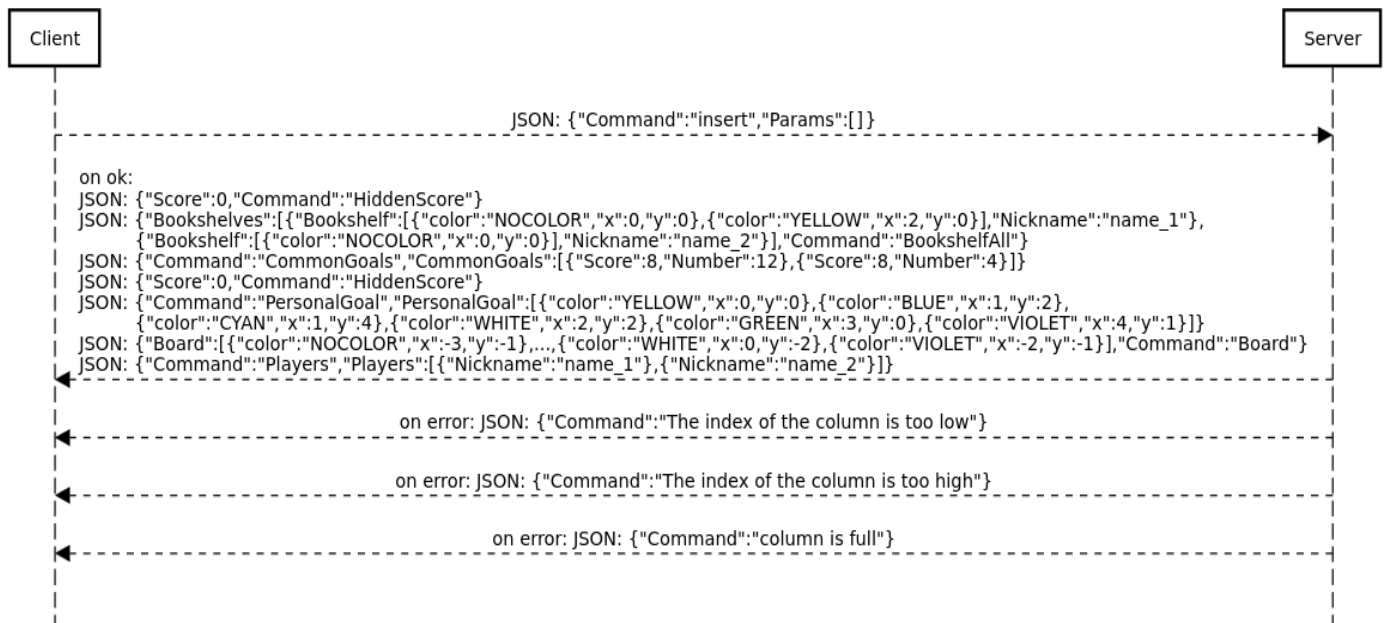 Client
Server
JSON: {"Command":"insert","Params":[]}
on ok:
JSON: {"Score":0,"Command":"HiddenScore"}
JSON: {"Bookshelves":[{"Bookshelf":[{"color":"NOCOLOR","x":0,"y":0},{"color":"YELLOW","x":2,"y":0}],"Nickname":"name_1"},
{"Bookshelf":[{"color":"NOCOLOR","x":0,"y":0}],"Nickname":"name_2"}],"Command":"BookshelfAll"}
JSON: {"Command":"CommonGoals","CommonGoals":[{"Score":8,"Number":12},{"Score":8,"Number":4}]}
JSON: {"Score":0,"Command":"HiddenScore"}
JSON: {"Command":"PersonalGoal","PersonalGoal":[{"color":"YELLOW","x":0,"y":0},{"color":"BLUE","x":1,"y":2},
{"color":"CYAN","x":1,"y":4},{"color":"WHITE","x":2,"y":2},{"color":"GREEN","x":3,"y":0},{"color":"VIOLET","x":4,"y":1}]}
JSON: {"Board":[{"color":"NOCOLOR","x":-3,"y":-1},...,{"color":"WHITE","x":0,"y":-2},{"color":"VIOLET","x":-2,"y":-1}],"Command":"Board"}
JSON: {"Command":"Players","Players":[{"Nickname":"name_1"},{"Nickname":"name_2"}]}
on error: JSON: {"Command":"The index of the column is too low"}
on error: JSON: {"Command":"The index of the column is too high"}
on error: JSON: {"Command":"column is full"}